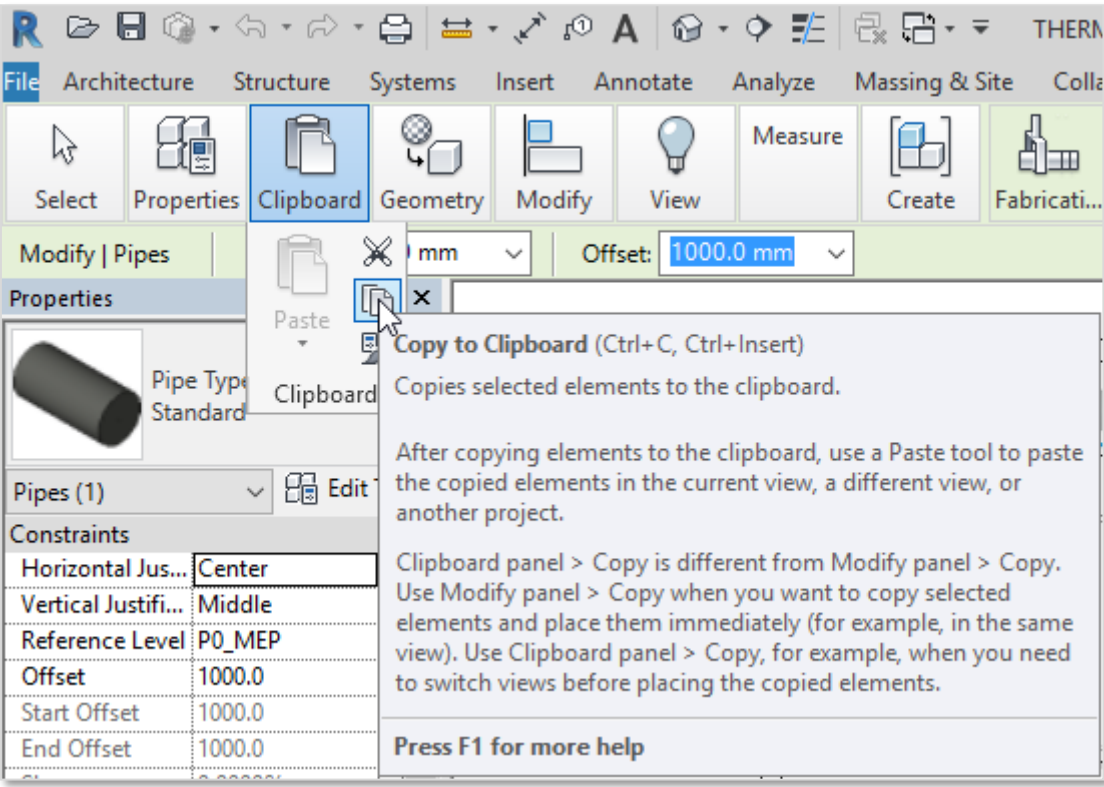 THERM
File Architecture Structure Systems Insert Annotate Analyze Massing & Site Colla
Select Properties Clipboard Geometry Modify View Measure Create Fabricati...
Modify | Pipes mm Offset: 1000.0 mm
Properties
Paste
Clipboard
Pipe Type
Standard
Pipes (1) Edit T
Constraints
Horizontal Jus... Center
Vertical Justifi... Middle
Reference Level P0_MEP
Offset 1000.0
Start Offset 1000.0
End Offset 1000.0
Copy to Clipboard (Ctrl+C, Ctrl+Insert)
Copies selected elements to the clipboard.
After copying elements to the clipboard, use a Paste tool to paste
the copied elements in the current view, a different view, or
another project.
Clipboard panel > Copy is different from Modify panel > Copy.
Use Modify panel > Copy when you want to copy selected
elements and place them immediately (for example, in the same
view). Use Clipboard panel > Copy, for example, when you need
to switch views before placing the copied elements.
Press F1 for more help